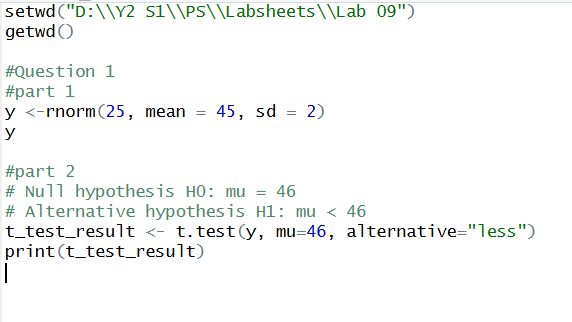 setwd("D:\\Y2 S1\\PS\\Labsheets\\Lab 09")
getwd()
#Question 1
#part 1
y <-rnorm(25, mean = 45, sd = 2)
y
#part 2
# Null hypothesis H0: mu = 46
# Alternative hypothesis H1: mu < 46
t_test_result <- t.test(y, mu=46, alternative="less")
print(t_test_result)